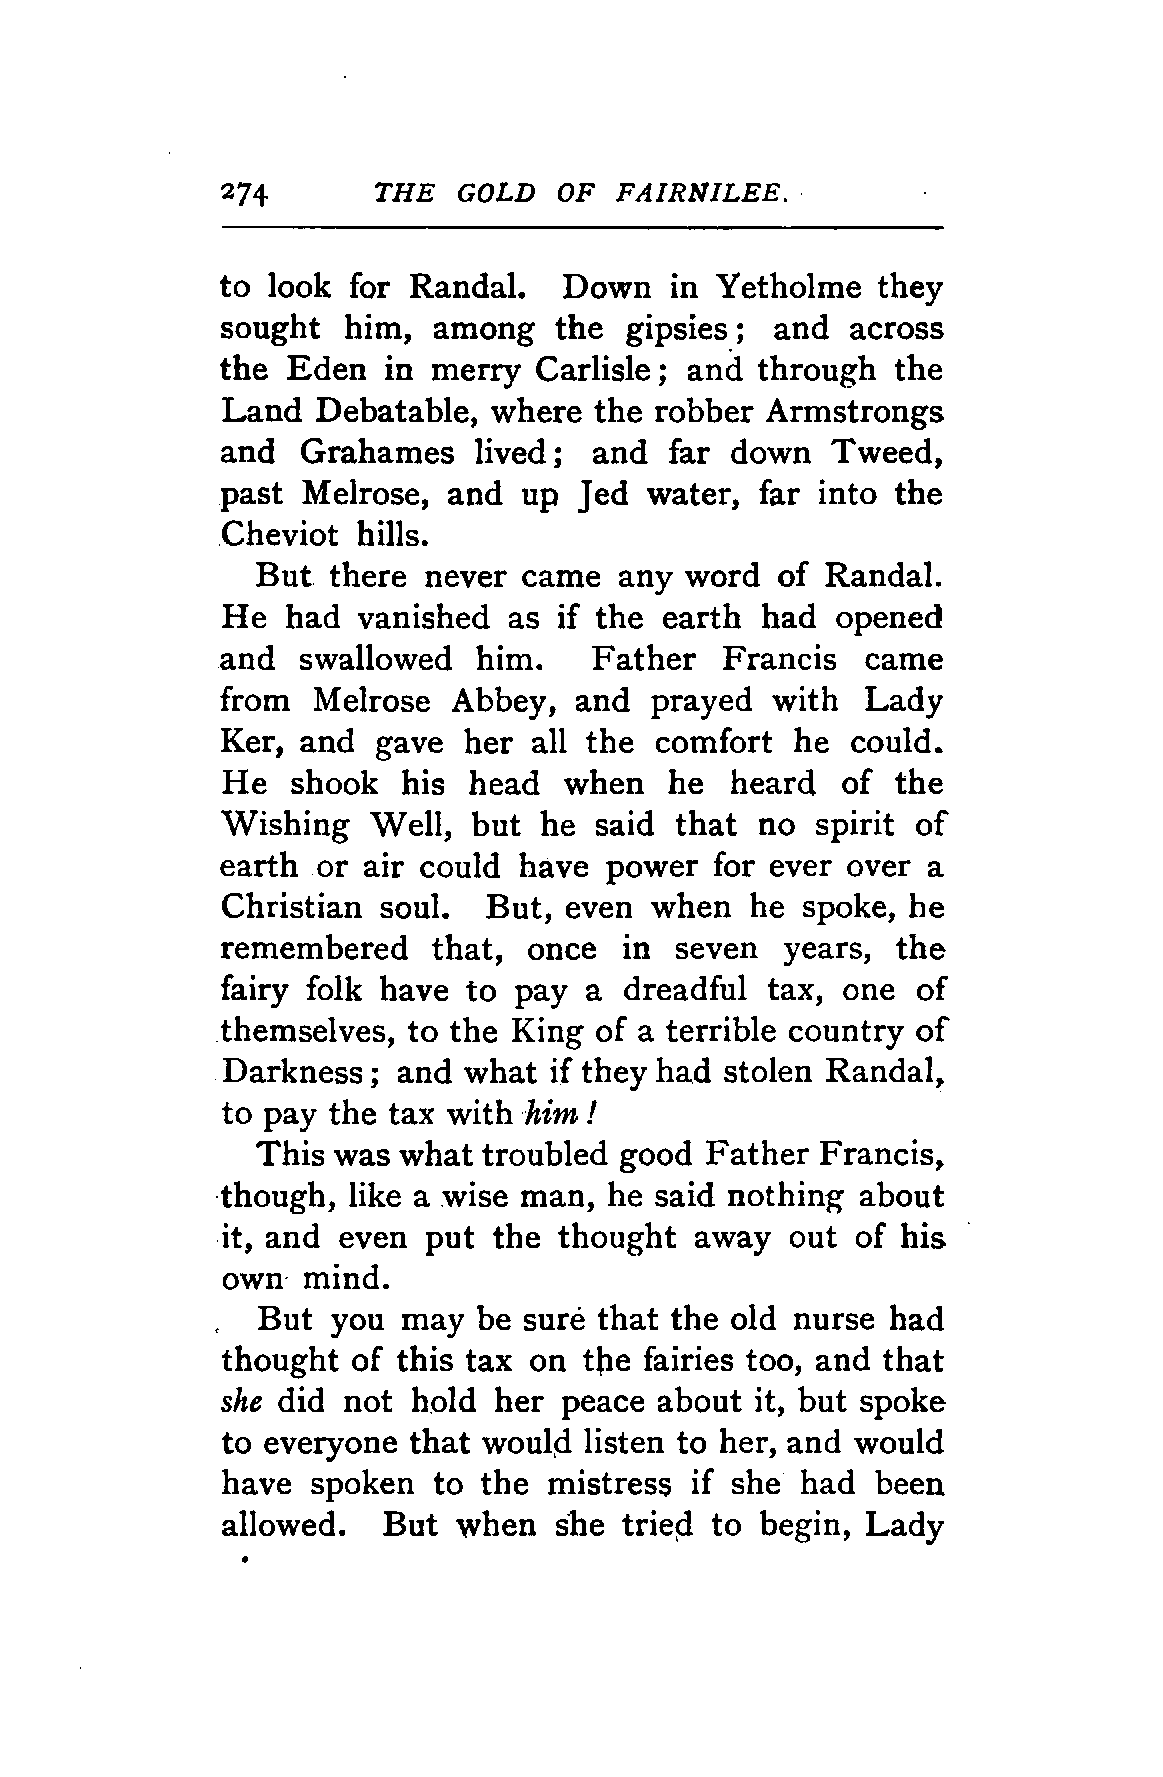 274 THE GOLD OF FAIRNILEE.
to look for Randal. Down in Yetholme they
sought him, among the gipsies; and across
the Eden in merry Carlisle; and through the
Land Debatable, where the robber Armstrongs
and Grahames lived; and far down Tweed,
past Melrose, and up Jed water, far into the
Cheviot hills.
But there never came any word of Randal.
He had vanished as if the earth had opened
and swallowed him. Father Francis came
from Melrose Abbey, and prayed with Lady
Ker, and gave her all the comfort he could.
He shook his head when he heard of the
Wishing Well, but he said that no spirit of
earth or air could have power for ever over a
Christian soul. But, even when he spoke, he
remembered that, once in seven years, the
fairy folk have to pay a dreadful tax, one of
themselves, to the King of a terrible country of
Darkness; and what if they had stolen Randal,
to pay the tax with him!
This was what troubled good Father Francis,
though, like a wise man, he said nothing about
it, and even put the thought away out of his
own mind.
But you may be sure that the old nurse had
thought of this tax on the fairies too, and that
she did not hold her peace about it, but spoke
to everyone that would listen to her, and would
have spoken to the mistress if she had been
allowed. But when she tried to begin, Lady